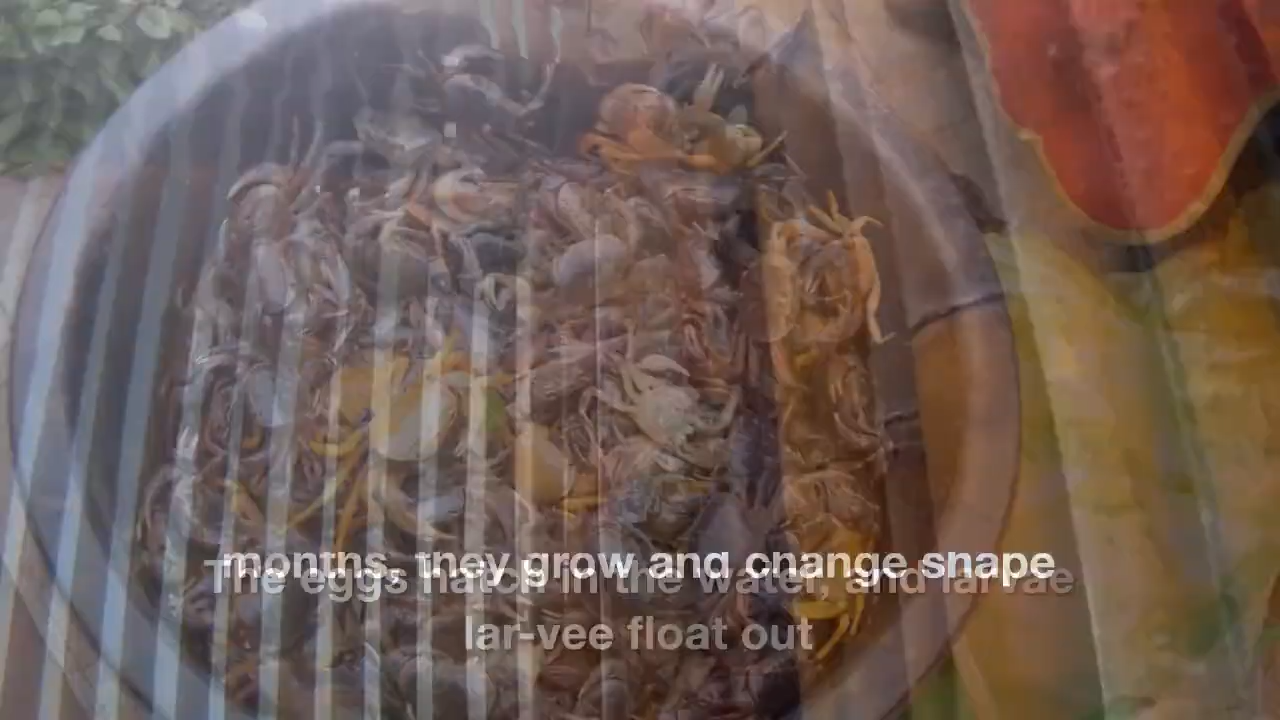 months, they grow and change shape
The eggs hatch in the water, and larvae
lar-vee float out